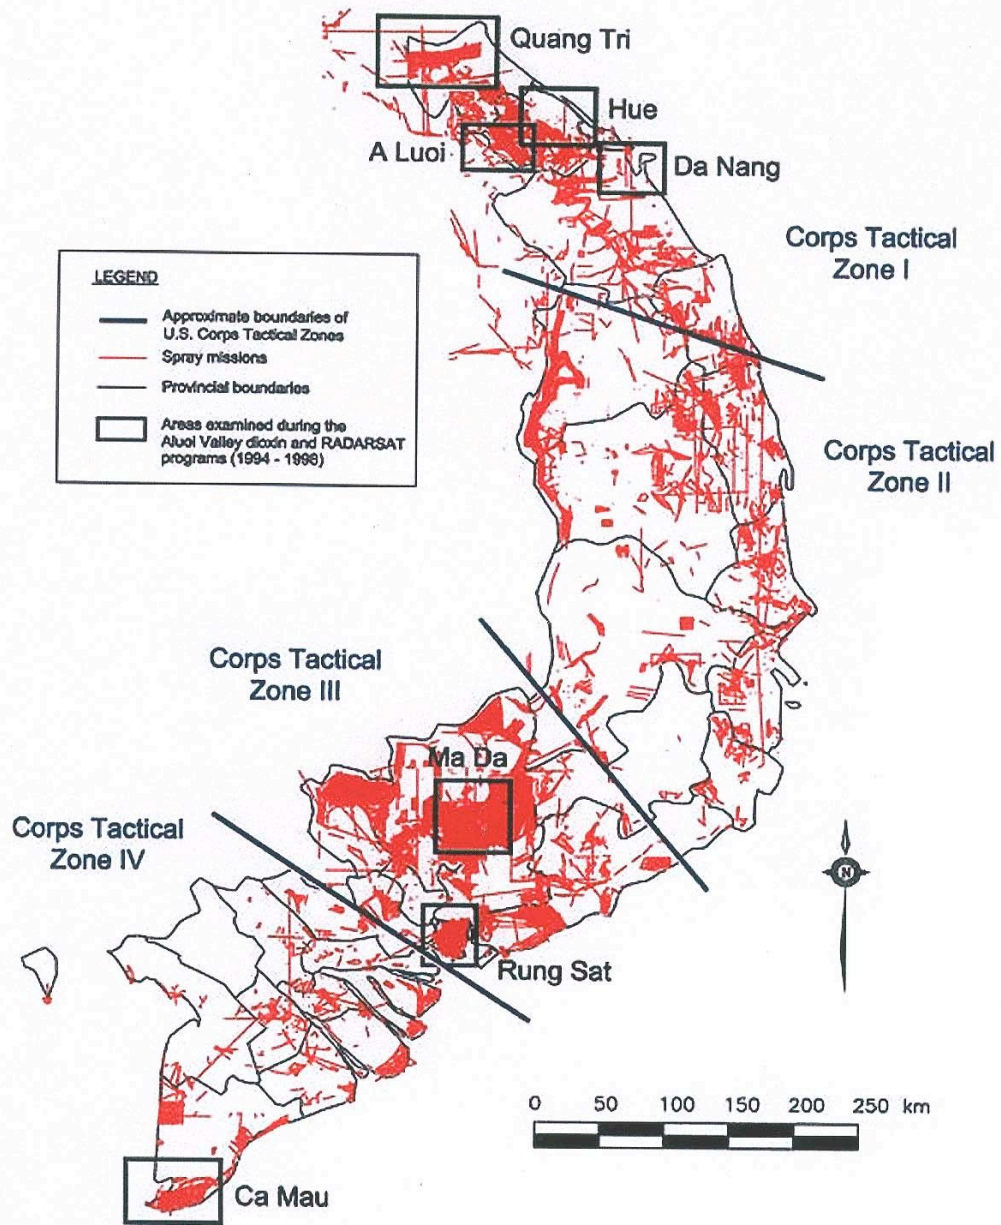 Quang Tri
Hue
A Luoi
Da Nang
Corps Tactical
Zone I
LEGEND
Approximate boundaries of
U.S. Corps Tactical Zones
Spray missions
Provincial boundaries
Areas examined during the
Aluoi Valley dioxin and RADARSAT
programs (1994 - 1998)
Corps Tactical
Zone II
Corps Tactical
Zone III
Ma Da
Corps Tactical
Zone IV
N
Rung Sat
0 50 100 150 200 250 km
Ca Mau